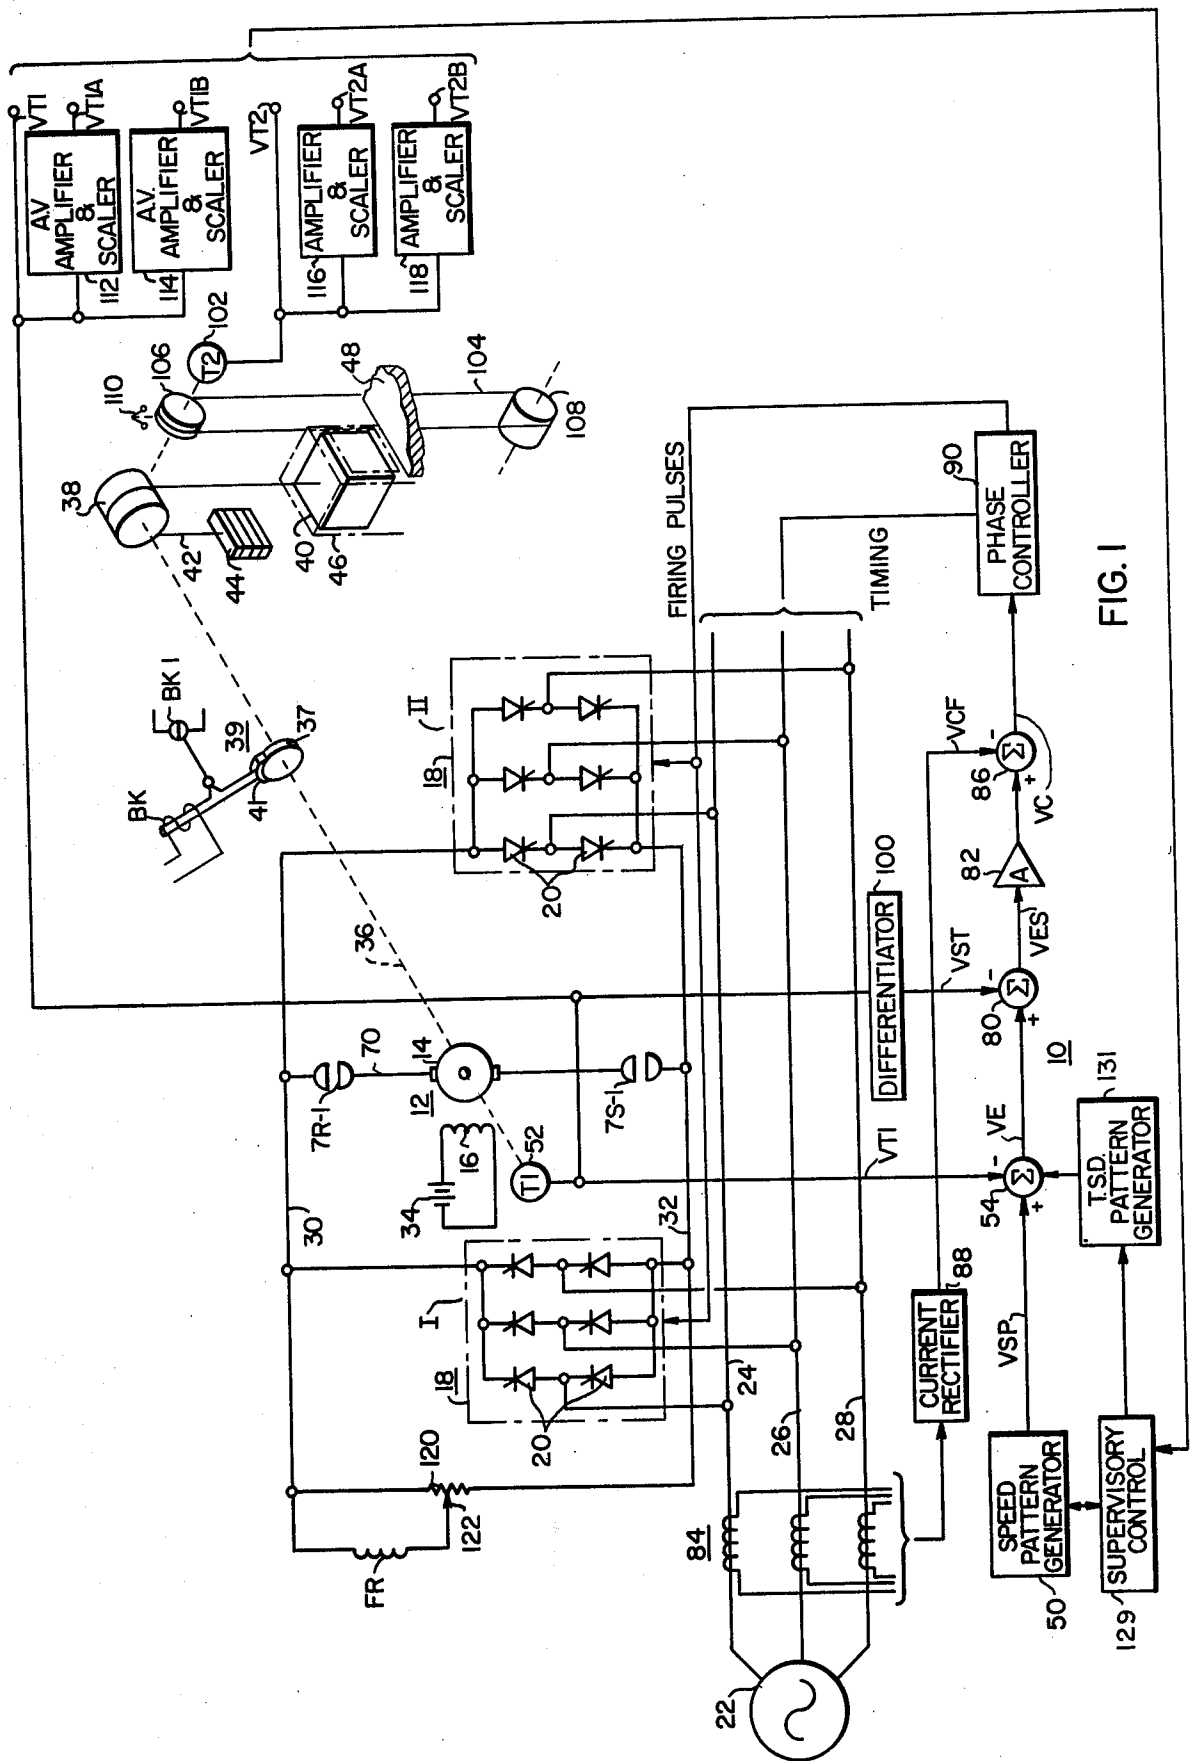 VT1
A.V.
AMPLIFIER
&
SCALER
VT1A
112
A.V.
AMPLIFIER
&
SCALER
VT1B
114
VT2
AMPLIFIER
&
SCALER
VT2A
116
AMPLIFIER
&
SCALER
VT2B
118
T2
102
106
110
104
108
48
38
42
44
40
46
BK
BK1
39
37
41
36
FR
120
122
30
32
I
18
20
34
16
T1
52
12
14
70
7R-1
7S-1
II
18
20
FIRING PULSES
TIMING
22
84
24
26
28
CURRENT
RECTIFIER
88
VT1
DIFFERENTIATOR
100
VST
VCF
PHASE
CONTROLLER
90
SPEED
PATTERN
GENERATOR
50
VSP
+
-
Σ
54
VE
+
-
Σ
80
VES
A
82
+
-
Σ
86
VC
SUPERVISORY
CONTROL
129
T.S.D.
PATTERN
GENERATOR
131
10
FIG. 1